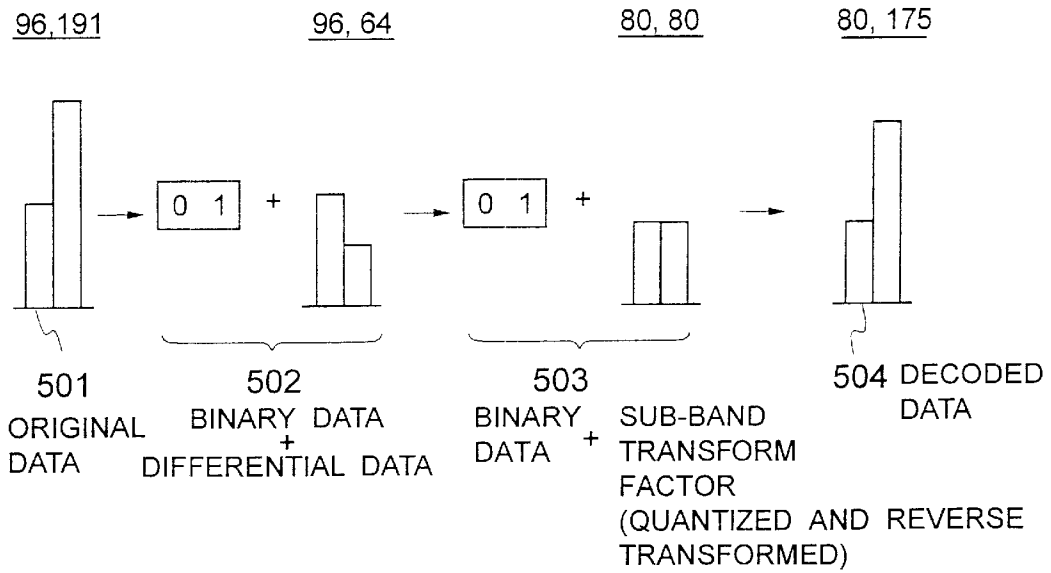 96,191
96, 64
80, 80
80, 175
0 1
+
0 1
+
501
ORIGINAL
DATA
502
BINARY DATA
+
DIFFERENTIAL DATA
503
BINARY
DATA
+
SUB-BAND
TRANSFORM
FACTOR
(QUANTIZED AND REVERSE
TRANSFORMED)
504 DECODED
DATA